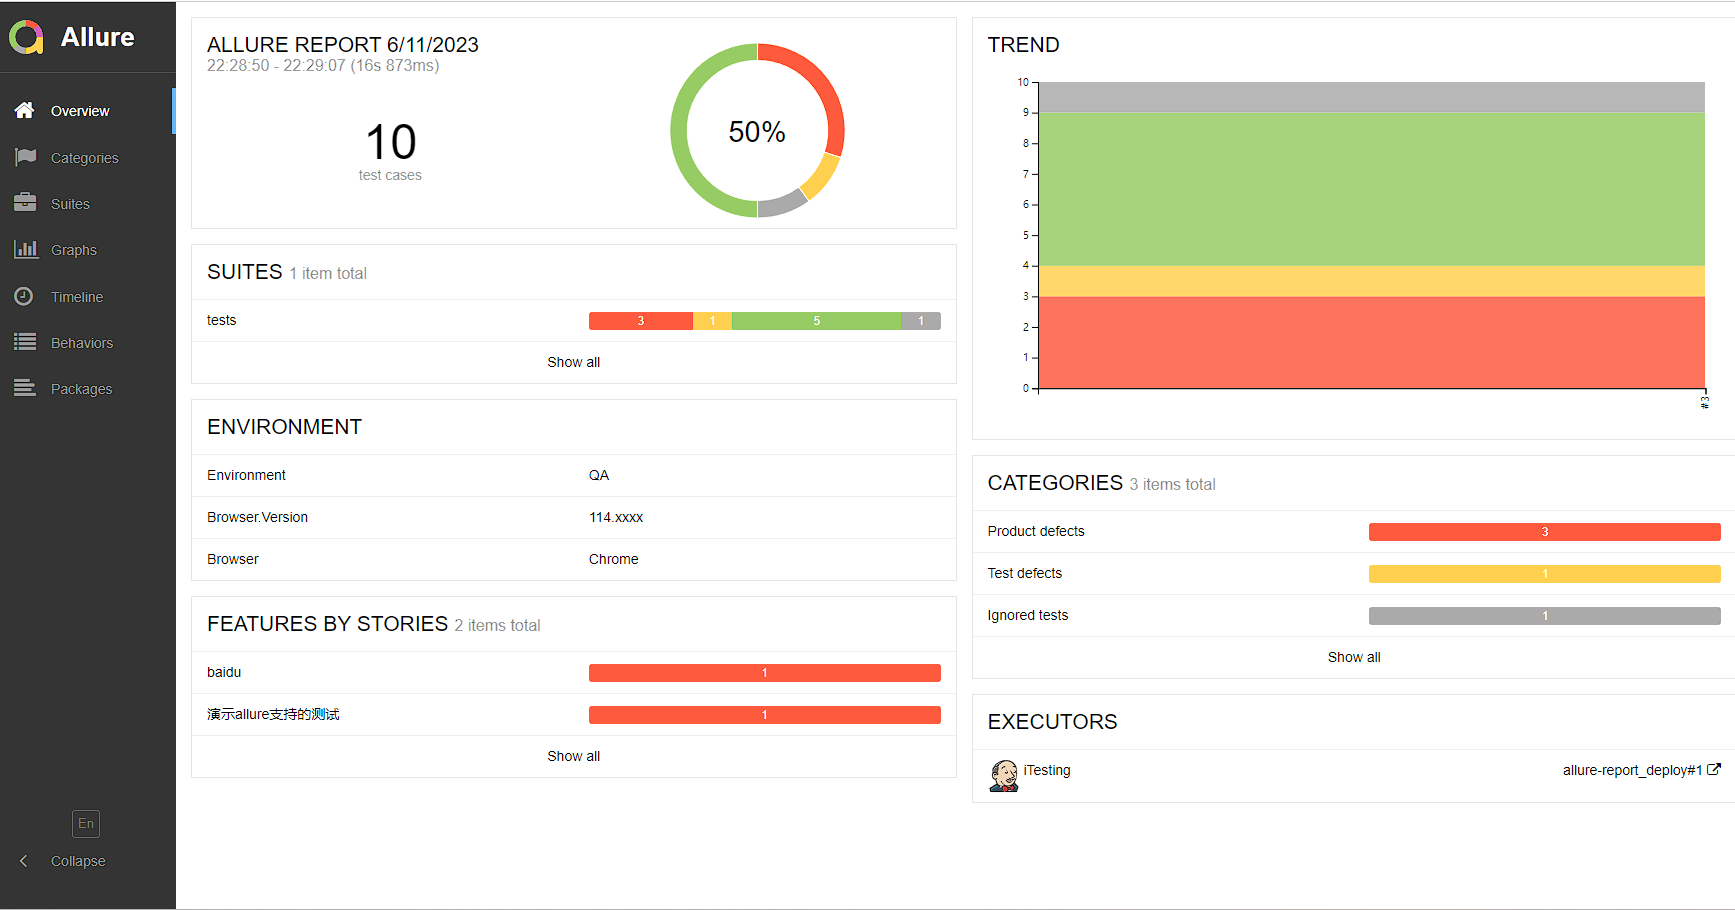 Allure
Overview
Categories
Suites
Graphs
Timeline
Behaviors
Packages
En
Collapse
ALLURE REPORT 6/11/2023
22:28:50 - 22:29:07 (16s 873ms)
10
test cases
50%
SUITES 1 item total
tests 3 1 5 1
Show all
ENVIRONMENT
Environment QA
Browser.Version 114.xxxx
Browser Chrome
FEATURES BY STORIES 2 items total
baidu 1
演示allure支持的测试 1
Show all
TREND
10
9
8
7
6
5
4
3
2
1
0
#3
CATEGORIES 3 items total
Product defects 3
Test defects 1
Ignored tests 1
Show all
EXECUTORS
iTesting allure-report_deploy#1